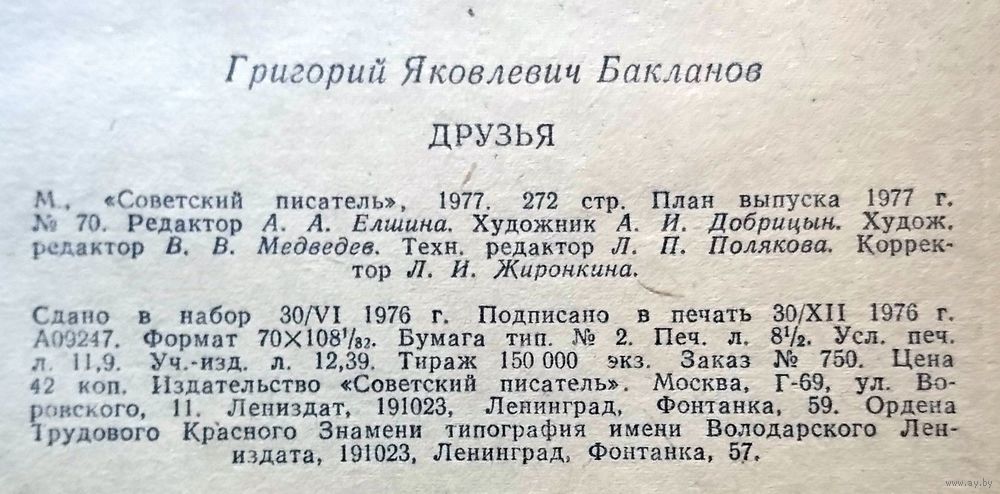 Григорий Яковлевич Бакланов
ДРУЗЬЯ
М., «Советский писатель», 1977. 272 стр. План выпуска 1977 г.
№ 70. Редактор А. А. Елшина. Художник А. И. Добрицын. Худож.
редактор В. В. Медведев. Техн. редактор Л. П. Полякова. Коррек-
тор Л. И. Жиронкина.
Сдано в набор 30/VI 1976 г. Подписано в печать 30/XII 1976 г.
А09247. Формат 70×108¹/₃₂. Бумага тип. № 2. Печ. л. 8¹/₂. Усл. печ.
л. 11,9. Уч.-изд. л. 12,39. Тираж 150 000 экз. Заказ № 750. Цена
42 коп. Издательство «Советский писатель». Москва, Г-69, ул. Во-
ровского, 11. Лениздат, 191023, Ленинград, Фонтанка, 59. Ордена
Трудового Красного Знамени типография имени Володарского Лен-
издата, 191023, Ленинград, Фонтанка, 57.
www.ay.by